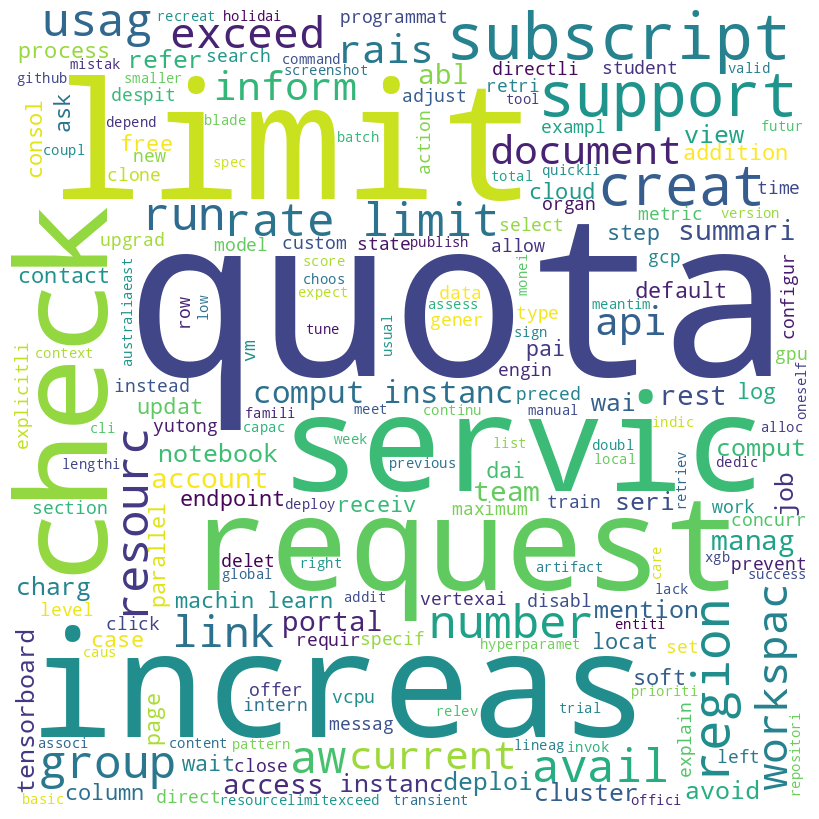 recreat holidai programmat
usag exceed subscript
process refer search command rais directli student valid
mistak screenshot
github smaller abl retri support
despit inform adjust tool
consol ask depend blade limit action batch exampl view futur
coupl free spec document addition
new total quickli
clone run rate limit cloud creat time
organ metric version
upgrad model custom state publish select step summari
contact score allow gcp
check australiaeast row low choos expect quota data monei type meantim default configur
tune gener assess sign api
vm usual pai gpu
explicitli context engin oneself
instead comput instanc preced wai rest log
cli updat famili meet continu manual indic alloc
yutong capac
lengthi notebook week previous list doubl comput dedic
resourc account servic dai local retriev
section endpoint deploy receiv team train seri job work
parallel maximum concurr
tensorboard delet right request artifact care xgb manag prevent
charg global lack success
level machin learn addit vertexai disabl mention
click link portal number entiti region workspac
case requir specif hyperparamet locat set
caus increas
page offer vcpu soft prioriti
intern messag relev trial explain repositori
associ group content pattern aw current lineag invok avail left
wait close
column direct access instanc deploi cluster avoid
basic resourcelimitexceed transient offici